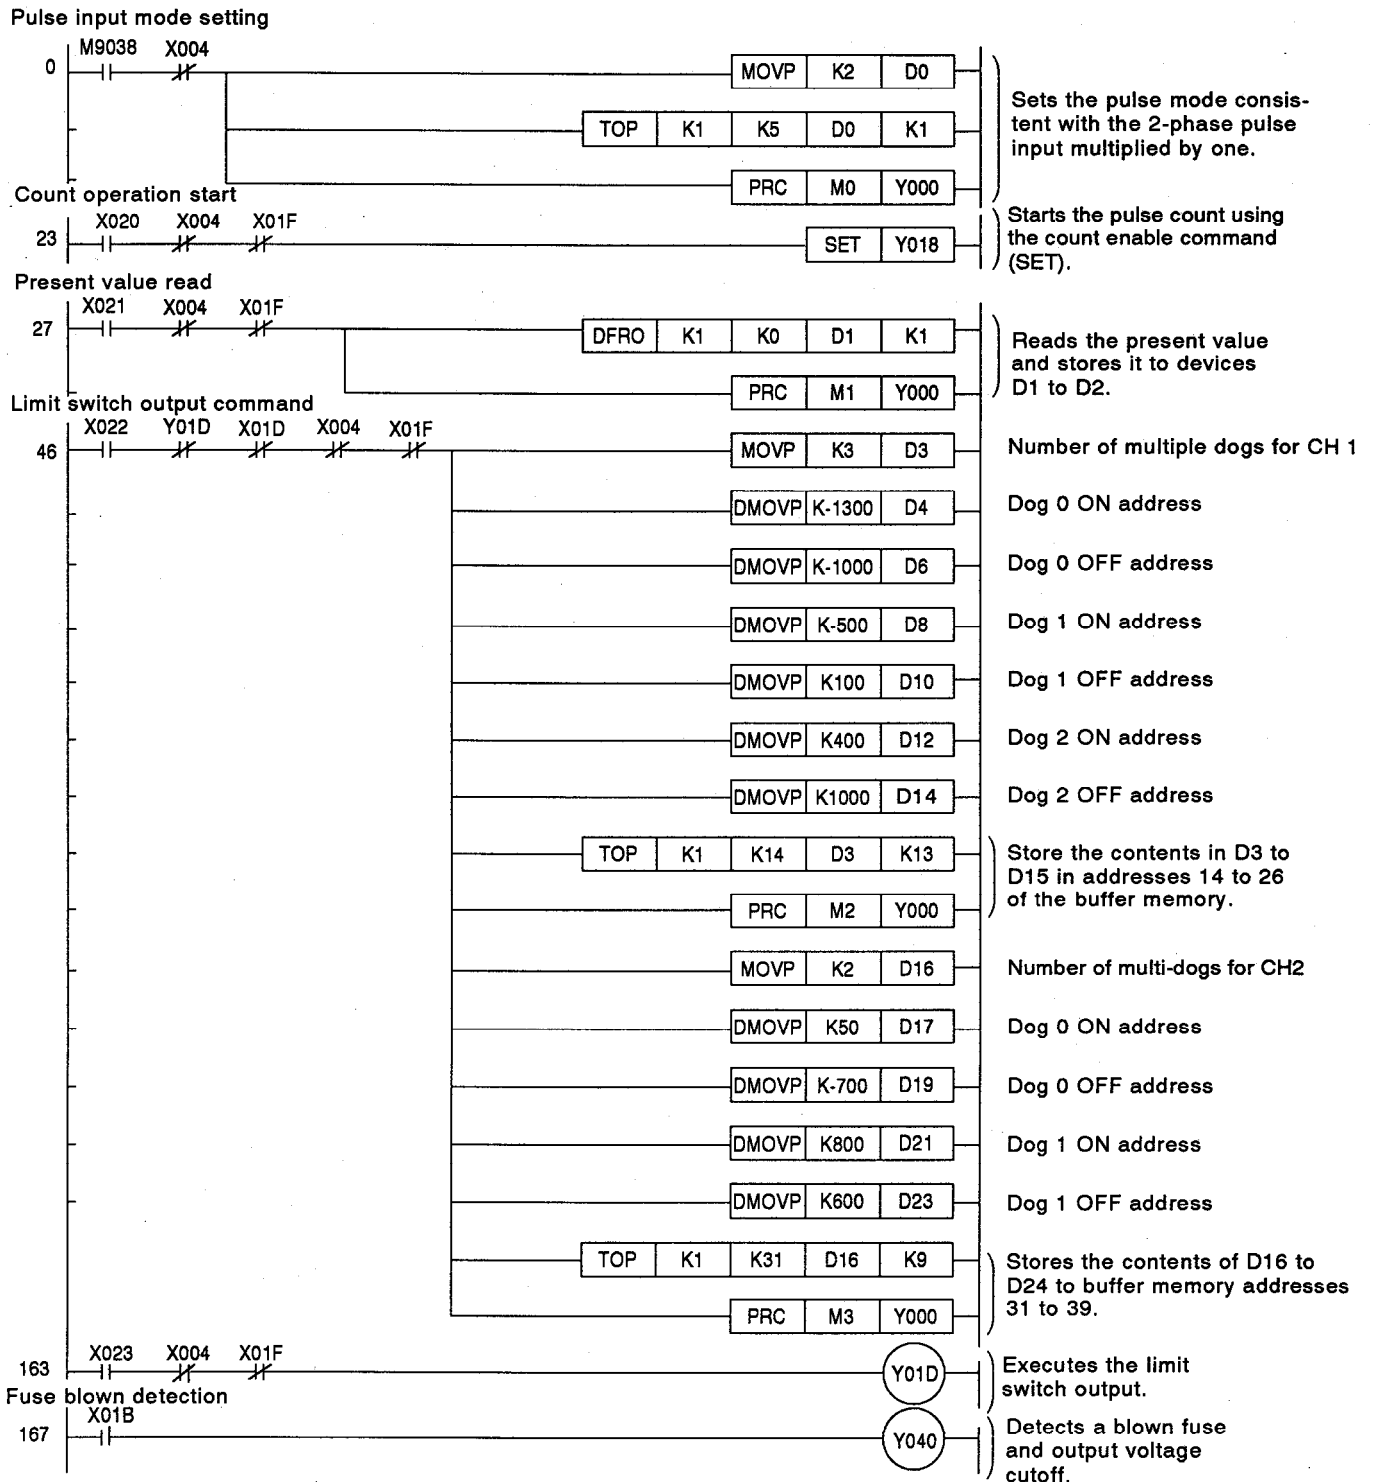 Pulse input mode setting
M9038 X004
0 MOVP K2 D0
Sets the pulse mode consis-
tent with the 2-phase pulse
input multiplied by one.
TOP K1 K5 D0 K1
PRC M0 Y000
Count operation start
X020 X004 X01F
23 SET Y018
Starts the pulse count using
the count enable command
(SET).
Present value read
X021 X004 X01F
27 DFRO K1 K0 D1 K1
Reads the present value
and stores it to devices
D1 to D2.
PRC M1 Y000
Limit switch output command
X022 Y01D X01D X004 X01F
46 MOVP K3 D3 Number of multiple dogs for CH 1
DMOVP K-1300 D4 Dog 0 ON address
DMOVP K-1000 D6 Dog 0 OFF address
DMOVP K-500 D8 Dog 1 ON address
DMOVP K100 D10 Dog 1 OFF address
DMOVP K400 D12 Dog 2 ON address
DMOVP K1000 D14 Dog 2 OFF address
TOP K1 K14 D3 K13
Store the contents in D3 to
D15 in addresses 14 to 26
of the buffer memory.
PRC M2 Y000
MOVP K2 D16 Number of multi-dogs for CH2
DMOVP K50 D17 Dog 0 ON address
DMOVP K-700 D19 Dog 0 OFF address
DMOVP K800 D21 Dog 1 ON address
DMOVP K600 D23 Dog 1 OFF address
TOP K1 K31 D16 K9
Stores the contents of D16 to
D24 to buffer memory addresses
31 to 39.
PRC M3 Y000
X023 X004 X01F
163 Y01D
Executes the limit
switch output.
Fuse blown detection
X01B
167 Y040
Detects a blown fuse
and output voltage
cutoff.